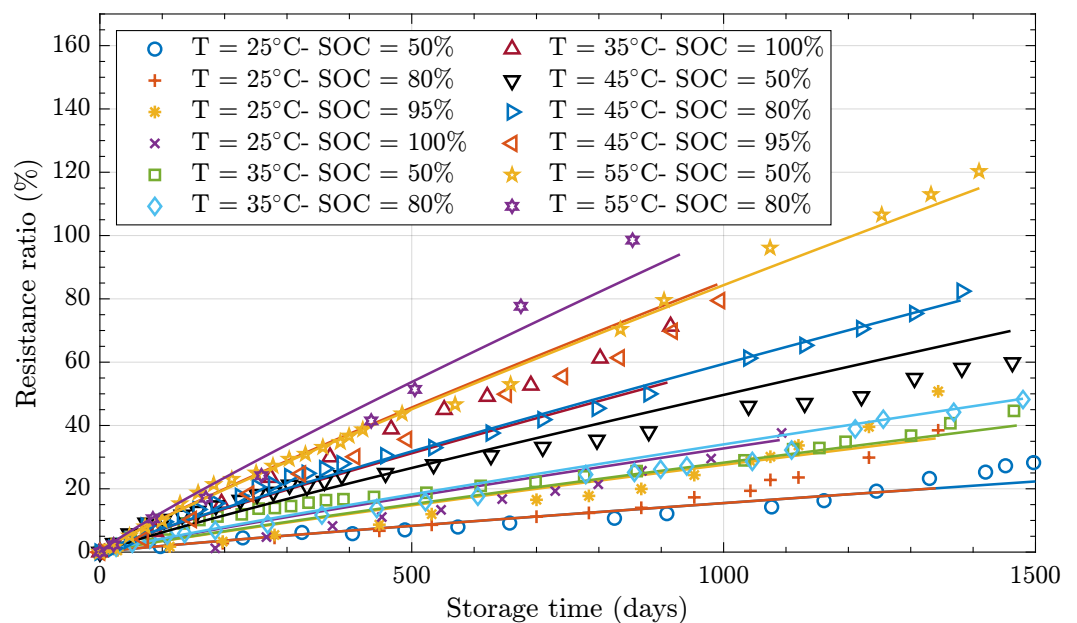 160
140
120
100
80
60
40
20
0
Resistance ratio (%)
T = 25°C- SOC = 50%
T = 25°C- SOC = 80%
T = 25°C- SOC = 95%
T = 25°C- SOC = 100%
T = 35°C- SOC = 50%
T = 35°C- SOC = 80%
T = 35°C- SOC = 100%
T = 45°C- SOC = 50%
T = 45°C- SOC = 80%
T = 45°C- SOC = 95%
T = 55°C- SOC = 50%
T = 55°C- SOC = 80%
0 500 1000 1500
Storage time (days)